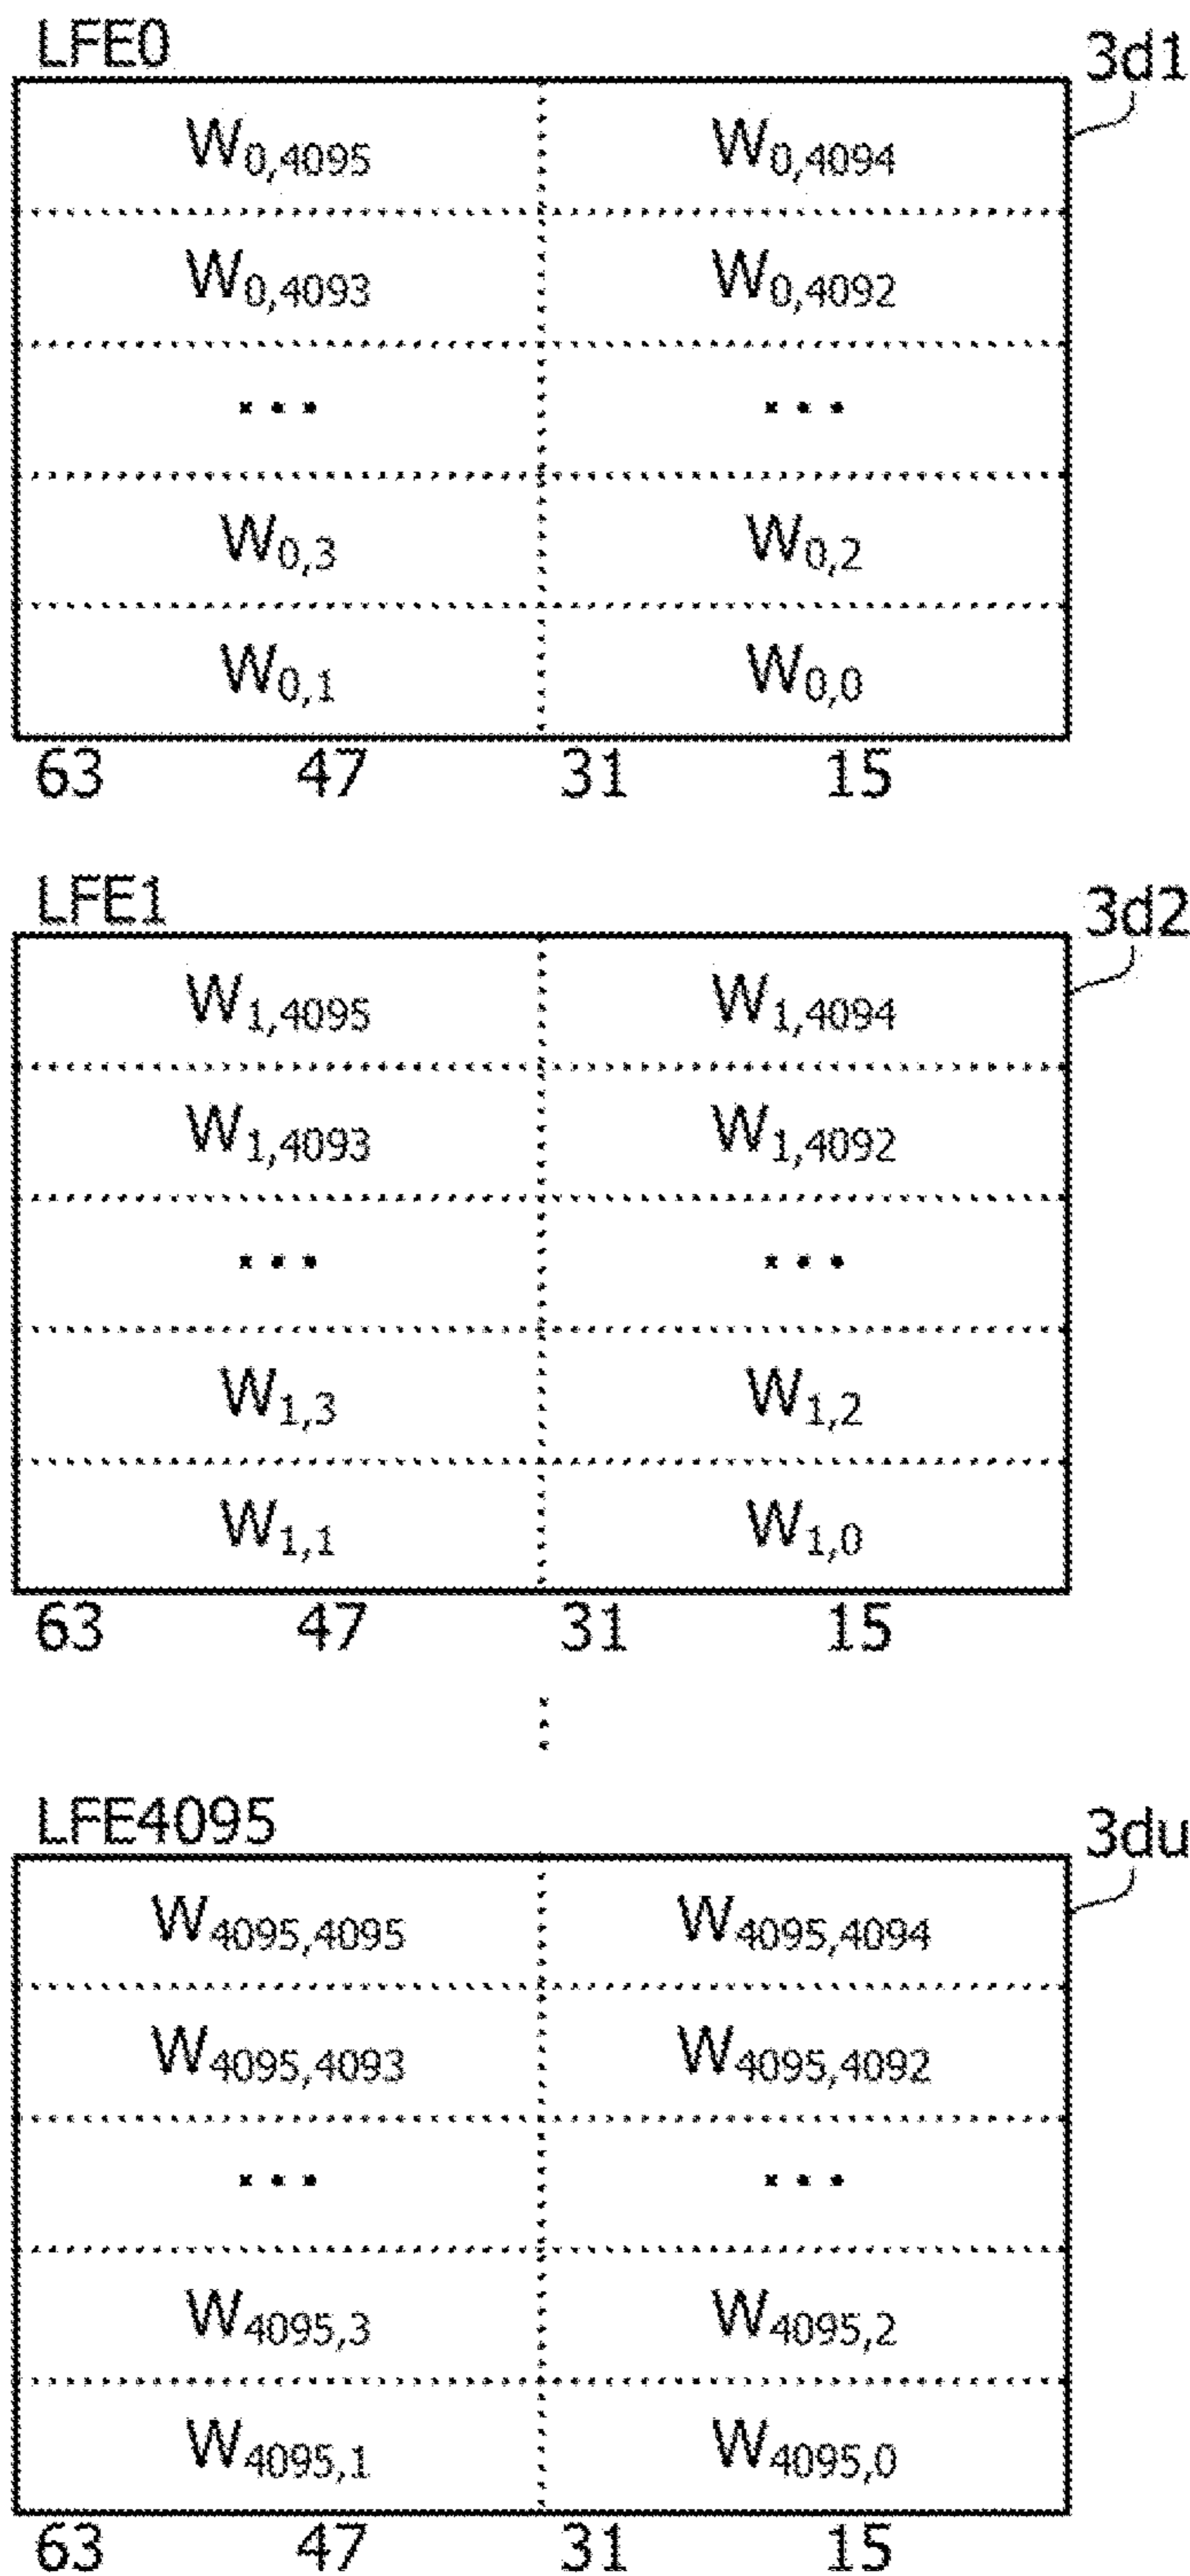 LFE0 3d1
W0,4095 W0,4094
W0,4093 W0,4092
... ...
W0,3 W0,2
W0,1 W0,0
63 47 31 15
LFE1 3d2
W1,4095 W1,4094
W1,4093 W1,4092
... ...
W1,3 W1,2
W1,1 W1,0
63 47 31 15
⋮
LFE4095 3du
W4095,4095 W4095,4094
W4095,4093 W4095,4092
... ...
W4095,3 W4095,2
W4095,1 W4095,0
63 47 31 15